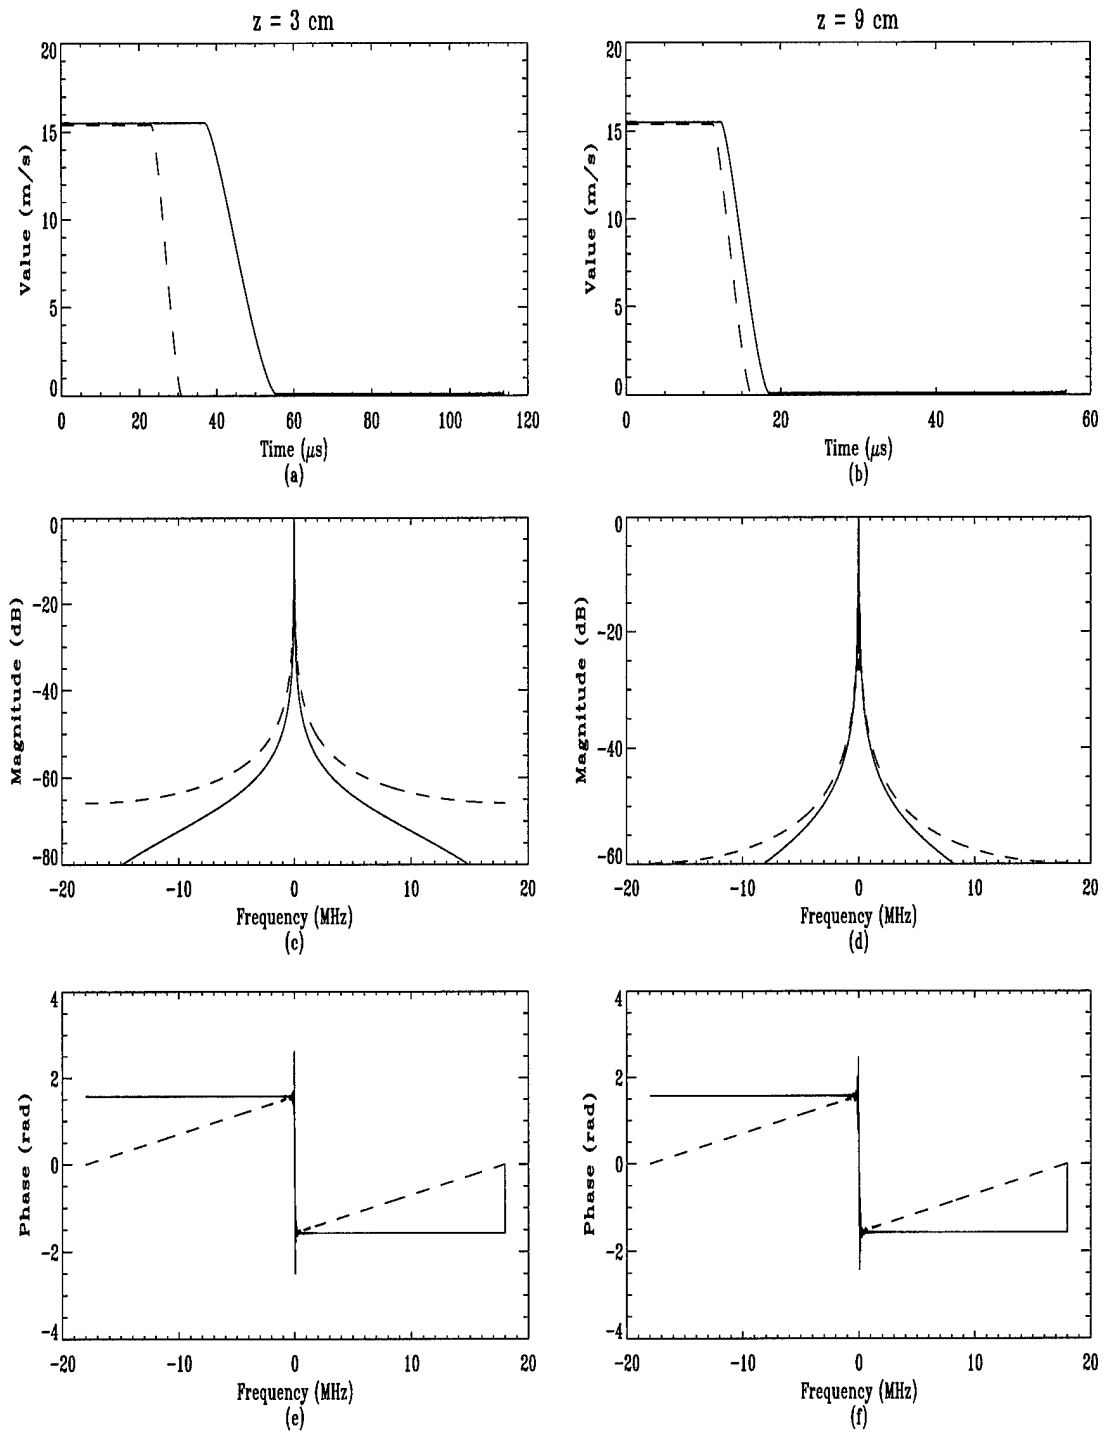 z = 3 cm
z = 9 cm
20
15
10
5
0
Value (m/s)
0 20 40 60 80 100 120
Time (μs)
(a)
20
15
10
5
0
Value (m/s)
0 20 40 60
Time (μs)
(b)
0
-20
-40
-60
-80
Magnitude (dB)
-20 -10 0 10 20
Frequency (MHz)
(c)
0
-20
-40
-60
Magnitude (dB)
-20 -10 0 10 20
Frequency (MHz)
(d)
4
2
0
-2
-4
Phase (rad)
-20 -10 0 10 20
Frequency (MHz)
(e)
4
2
0
-2
-4
Phase (rad)
-20 -10 0 10 20
Frequency (MHz)
(f)